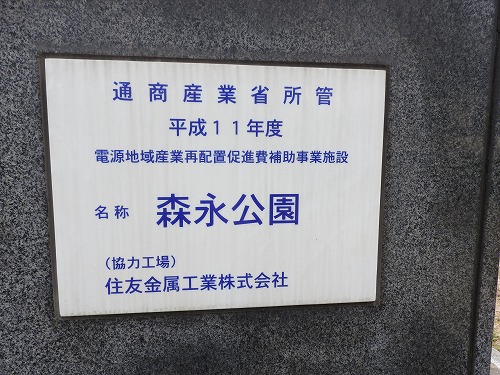 通商産業省所管
平成11年度
電源地域産業再配置促進費補助事業施設
名称 森永公園
(協力工場)
住友金属工業株式会社